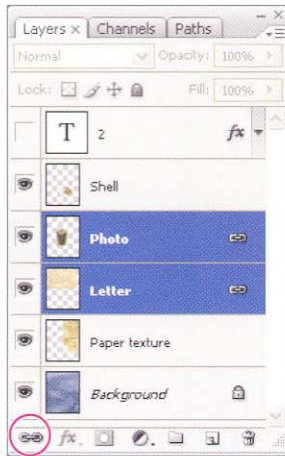 Layers × Channels Paths
Normal Opacity: 100%
Lock: Fill: 100%
T 2 fx
Shell
Photo
Letter
Paper texture
Background
fx.